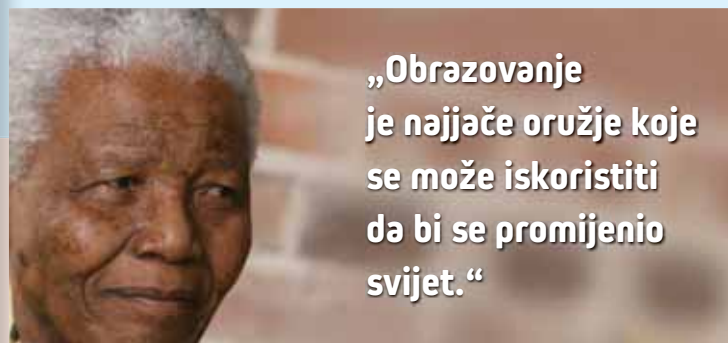 „Obrazovanje
je najjače oružje koje
se može iskoristiti
da bi se promijenio
svijet.“